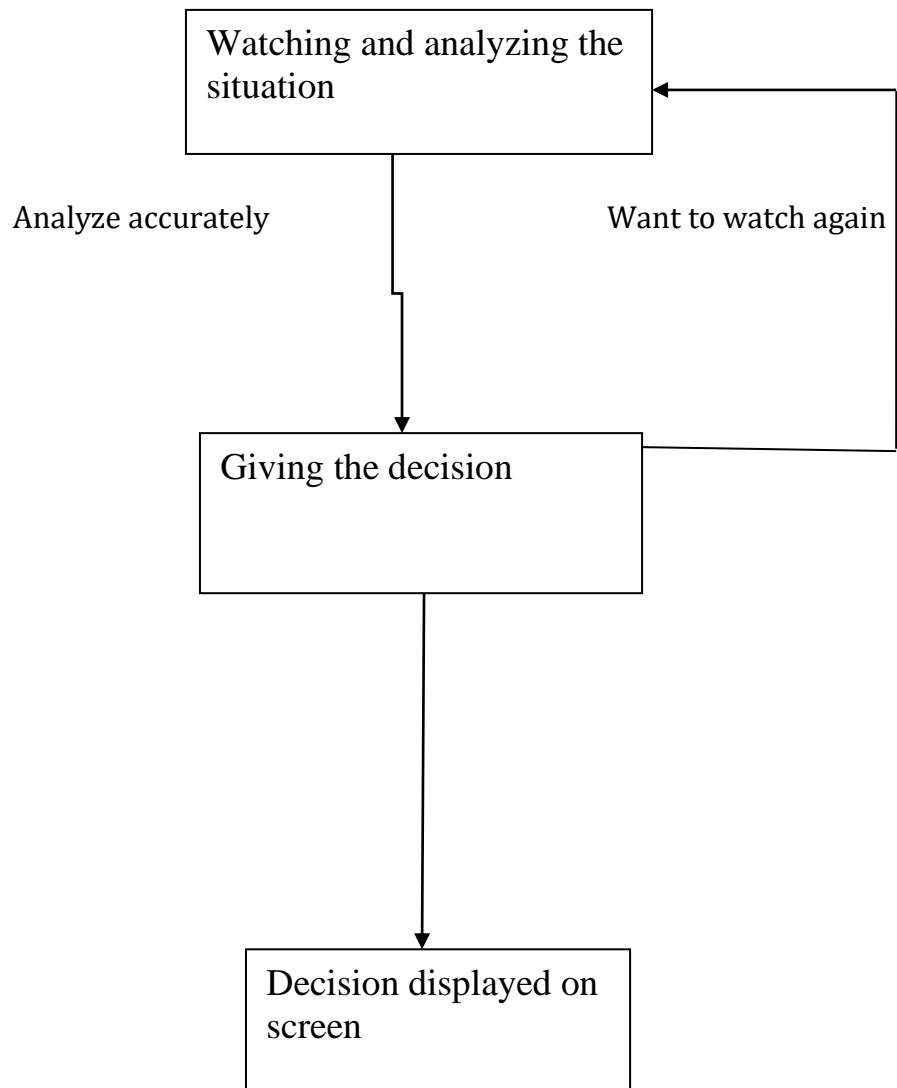 Watching and analyzing the
situation
Analyze accurately
Want to watch again
Giving the decision
Decision displayed on
screen